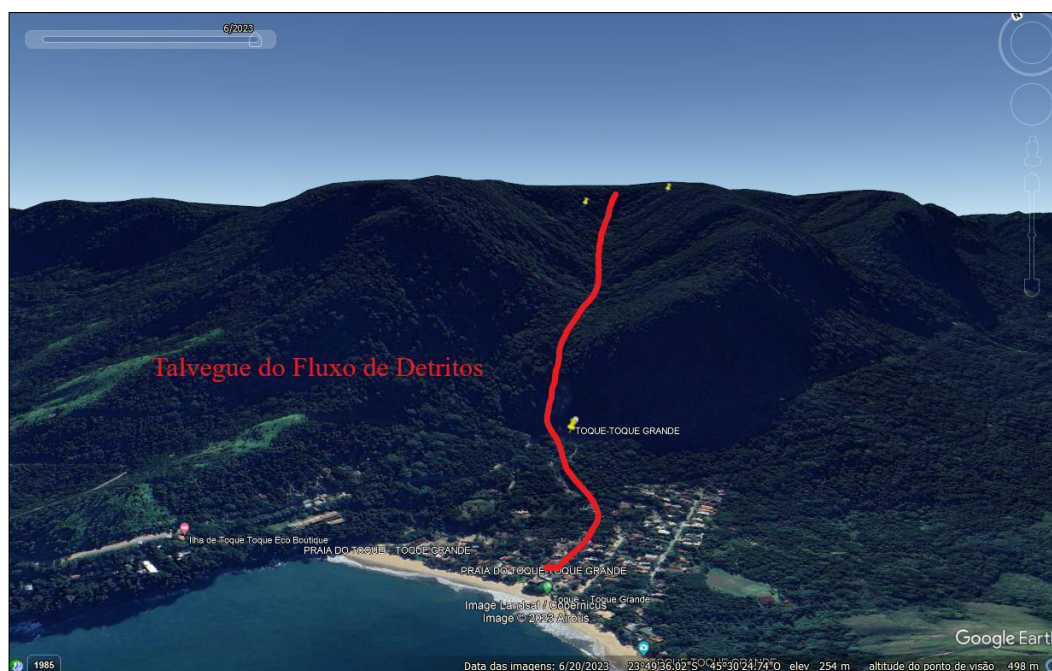 6/2023
N
Talvegue do Fluxo de Detritos
TOQUE-TOQUE GRANDE
Ilha de Toque Toque Eco Boutique
PRAIA DO TOQUE - TOQUE GRANDE
PRAIA DO TOQUE-TOQUE GRANDE
Toque - Toque Grande
Image Landsat / Copernicus
Image © 2023 Airbus
TOQUE GRANDE
Google Earth
1985
Data das imagens: 6/20/2023 23°49'36.02"S 45°30'24.74"O elev 254 m altitude do ponto de visão 498 m